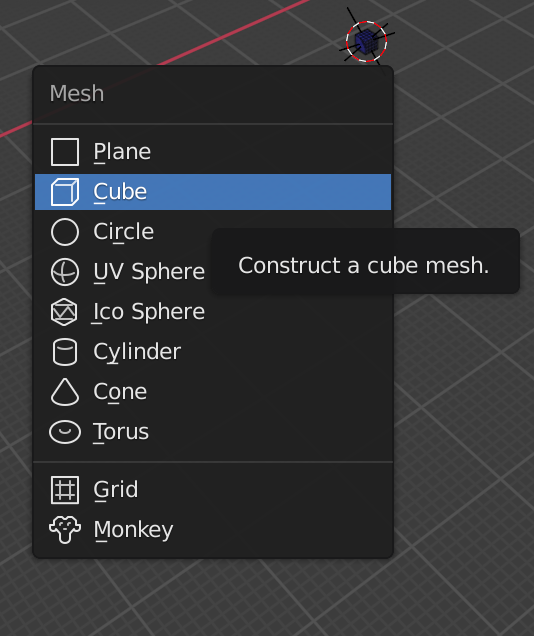 Mesh
Plane
Cube
Circle
Construct a cube mesh.
UV Sphere
Ico Sphere
Cylinder
Cone
Torus
Grid
Monkey